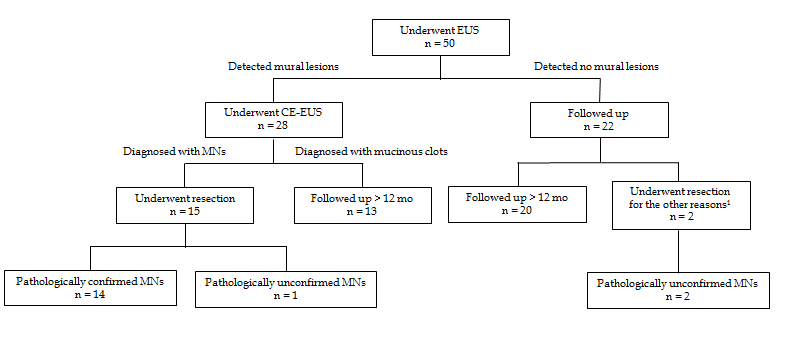 Underwent EUS
n = 50
Detected mural lesions
Detected no mural lesions
Underwent CE-EUS
n = 28
Followed up
n = 22
Diagnosed with MNs
Diagnosed with mucinous clots
Underwent resection
n = 15
Followed up > 12 mo
n = 13
Followed up > 12 mo
n = 20
Underwent resection
for the other reasons¹
n = 2
Pathologically confirmed MNs
n = 14
Pathologically unconfirmed MNs
n = 1
Pathologically unconfirmed MNs
n = 2